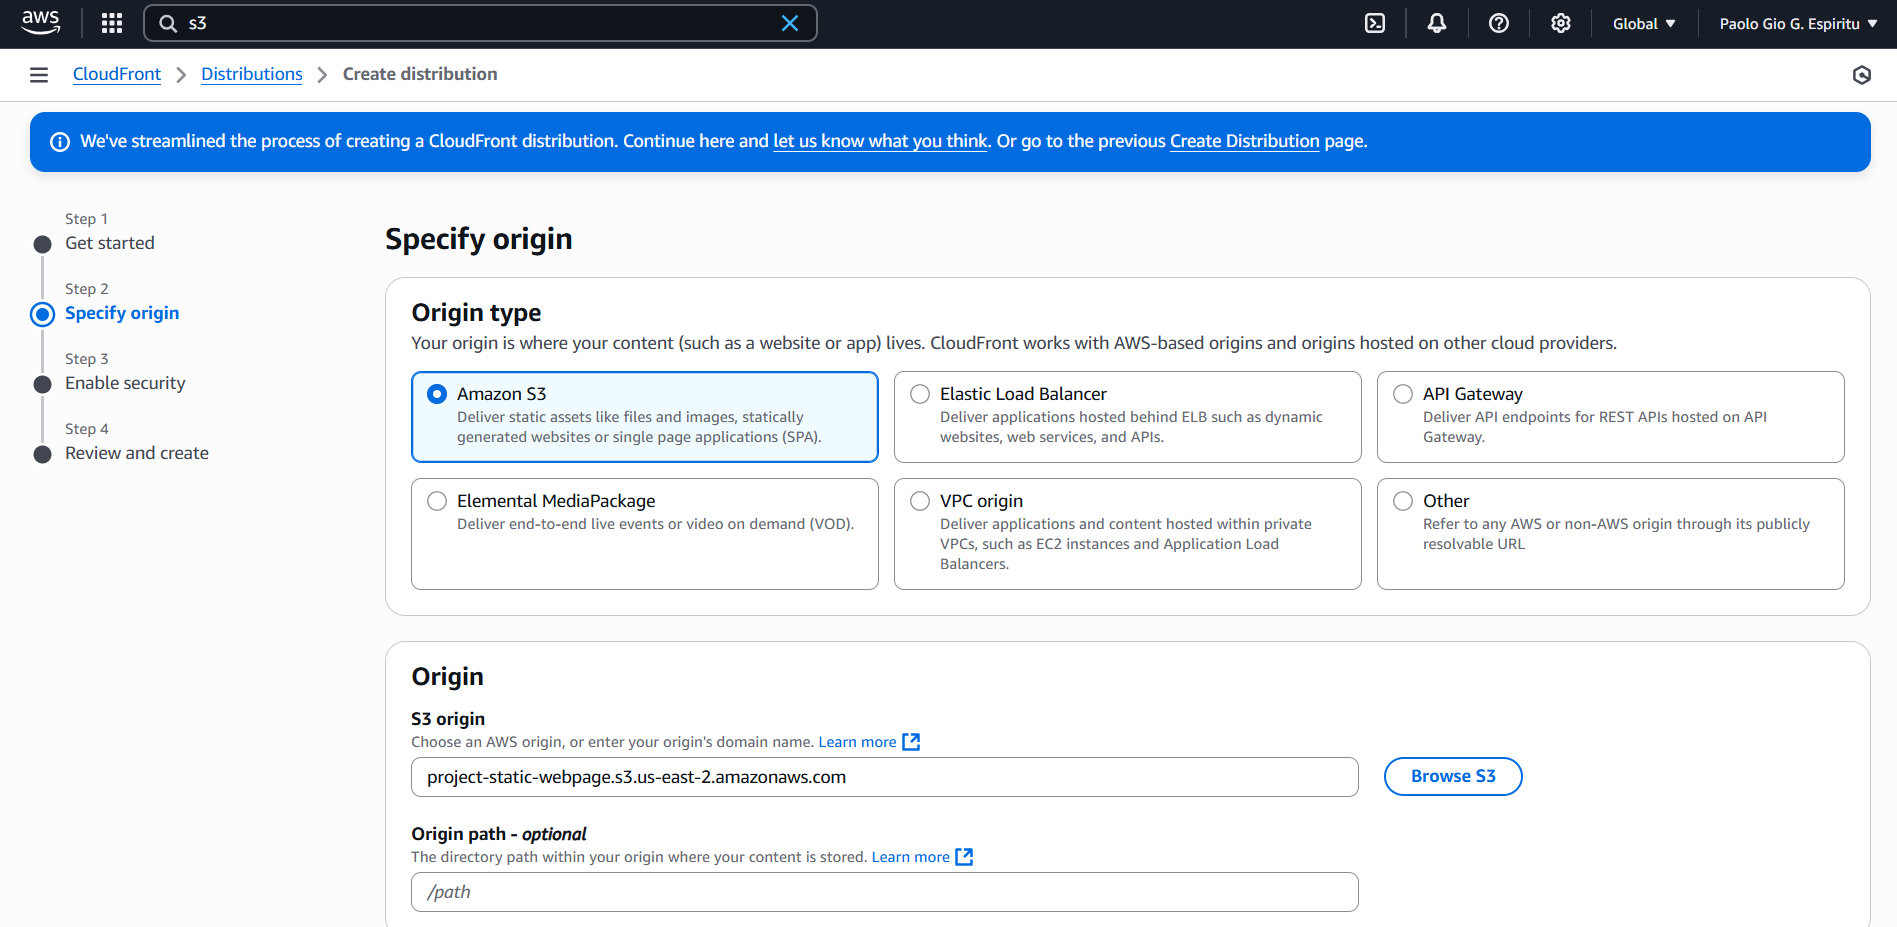 aws
s3
Global
Paolo Gio G. Espiritu
CloudFront
Distributions
Create distribution
We've streamlined the process of creating a CloudFront distribution. Continue here and let us know what you think. Or go to the previous Create Distribution page.
Step 1
Get started
Step 2
Specify origin
Step 3
Enable security
Step 4
Review and create
Specify origin
Origin type
Your origin is where your content (such as a website or app) lives. CloudFront works with AWS-based origins and origins hosted on other cloud providers.
Amazon S3
Deliver static assets like files and images, statically
generated websites or single page applications (SPA).
Elastic Load Balancer
Deliver applications hosted behind ELB such as dynamic
websites, web services, and APIs.
API Gateway
Deliver API endpoints for REST APIs hosted on API
Gateway.
Elemental MediaPackage
Deliver end-to-end live events or video on demand (VOD).
VPC origin
Deliver applications and content hosted within private
VPCs, such as EC2 instances and Application Load
Balancers.
Other
Refer to any AWS or non-AWS origin through its publicly
resolvable URL
Origin
S3 origin
Choose an AWS origin, or enter your origin's domain name. Learn more
project-static-webpage.s3.us-east-2.amazonaws.com
Browse S3
Origin path - optional
The directory path within your origin where your content is stored. Learn more
/path